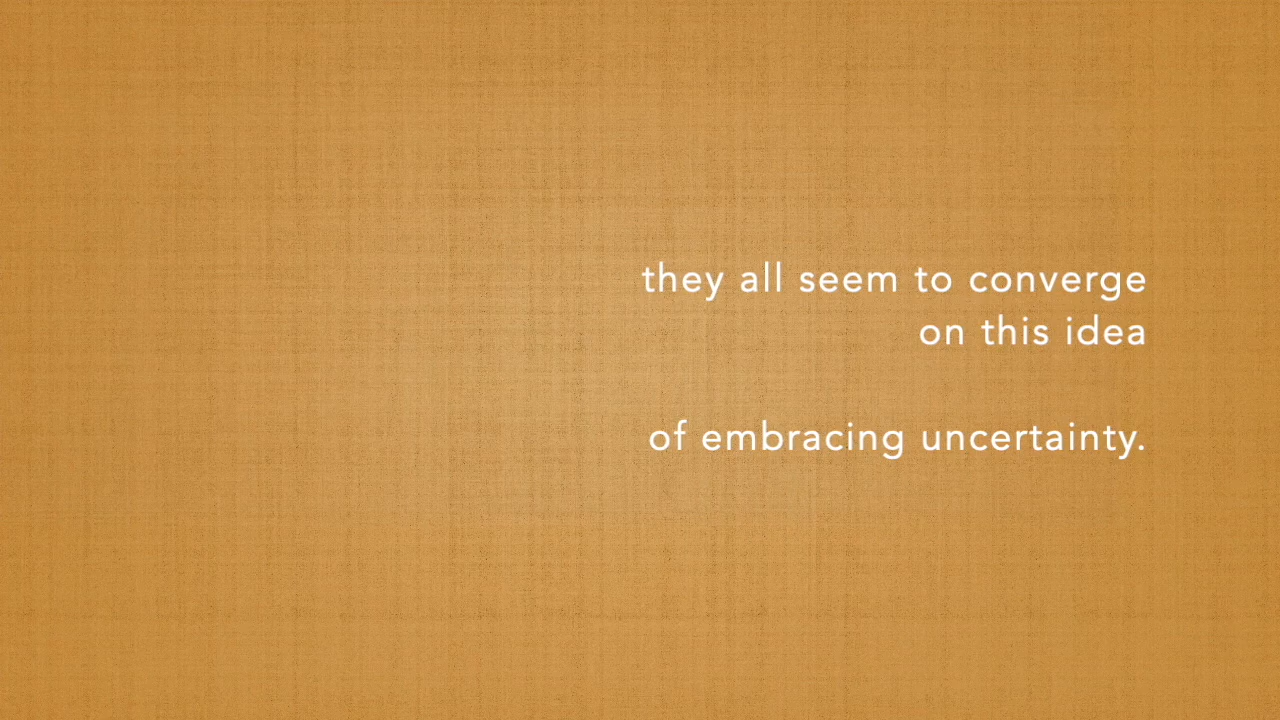 they all seem to converge
on this idea
of embracing uncertainty.